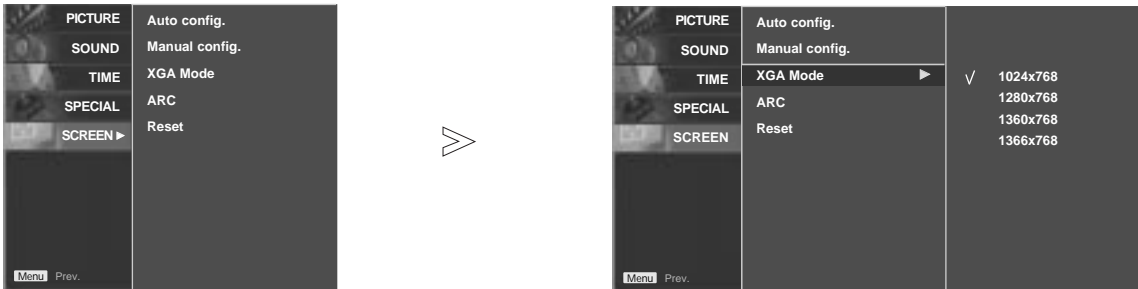 PICTURE
SOUND
TIME
SPECIAL
SCREEN ►
Auto config.
Manual config.
XGA Mode
ARC
Reset
Menu Prev.
PICTURE
SOUND
TIME
SPECIAL
SCREEN
Auto config.
Manual config.
XGA Mode ►
ARC
Reset
√ 1024x768
1280x768
1360x768
1366x768
Menu Prev.